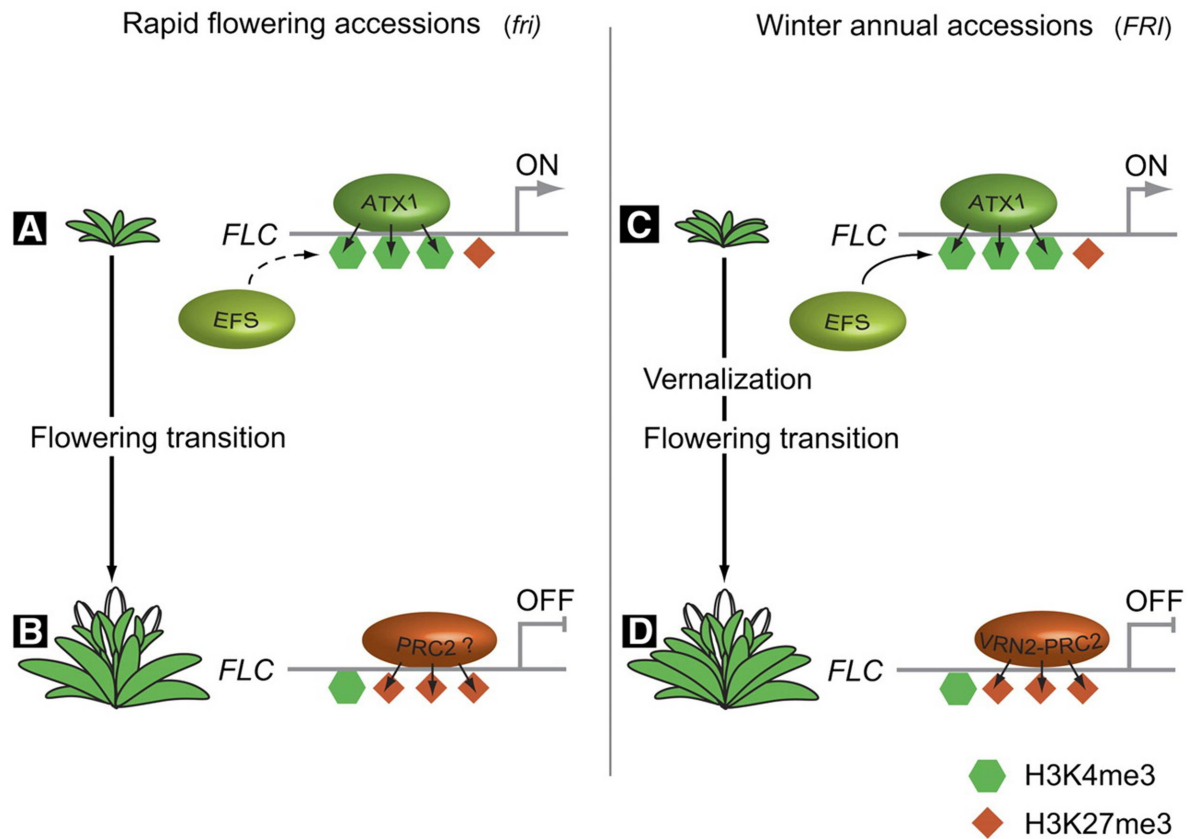 Rapid flowering accessions (fri)
Winter annual accessions (FRI)
A
FLC
ATX1
ON
EFS
Flowering transition
B
FLC
PRC2 ?
OFF
C
FLC
ATX1
ON
EFS
Vernalization
Flowering transition
D
FLC
VRN2-PRC2
OFF
H3K4me3
H3K27me3